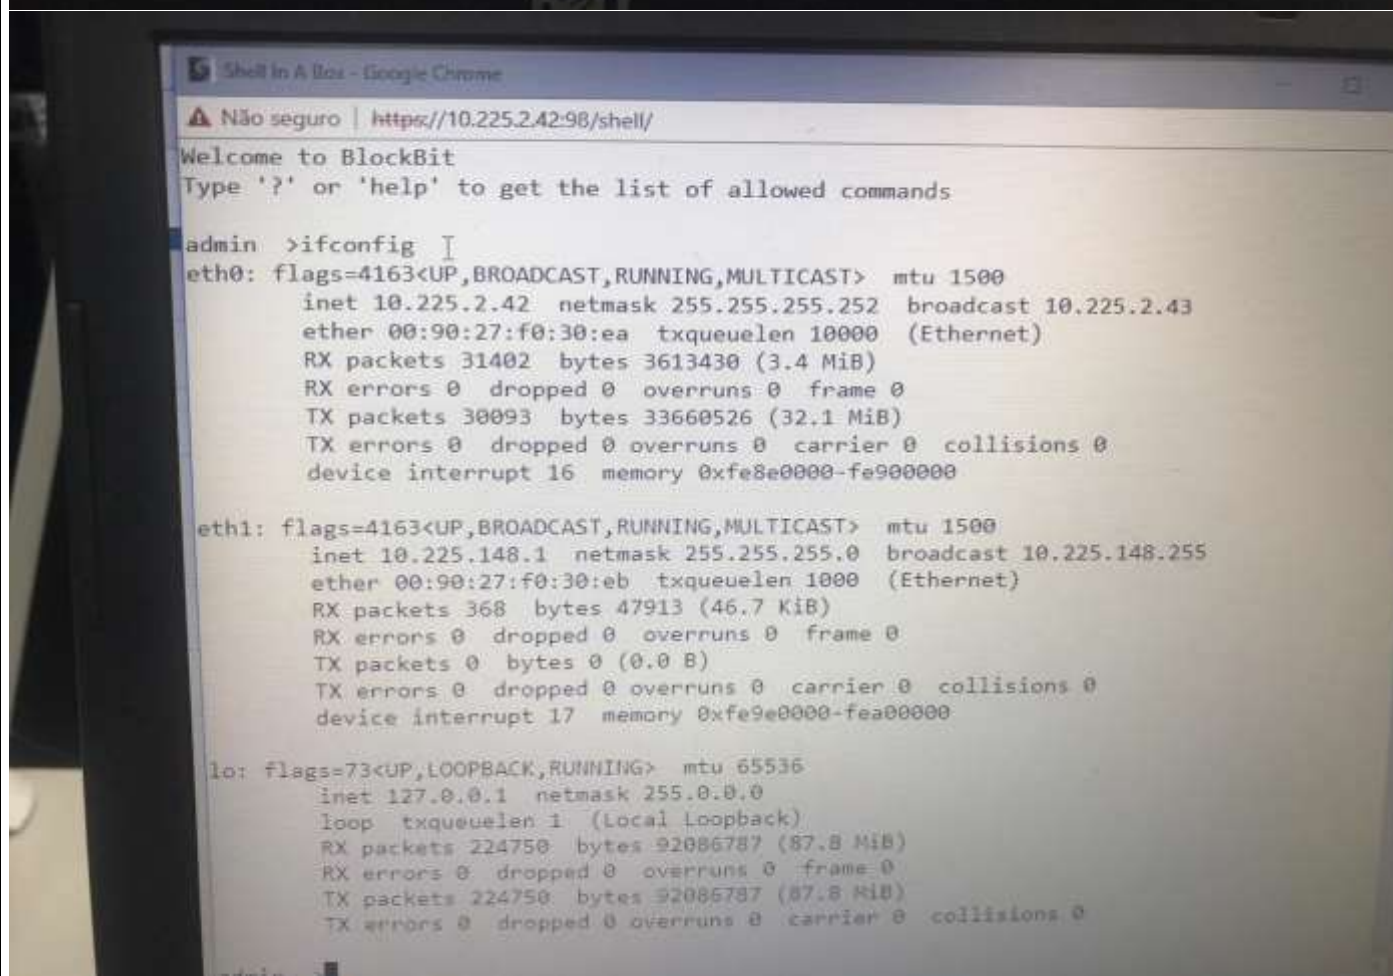 Shell In A Box - Google Chrome
Não seguro | https://10.225.2.42:98/shell/
Welcome to BlockBit
Type '?' or 'help' to get the list of allowed commands
admin >ifconfig
eth0: flags=4163<UP,BROADCAST,RUNNING,MULTICAST> mtu 1500
inet 10.225.2.42 netmask 255.255.255.252 broadcast 10.225.2.43
ether 00:90:27:f0:30:ea txqueuelen 10000 (Ethernet)
RX packets 31402 bytes 3613430 (3.4 MiB)
RX errors 0 dropped 0 overruns 0 frame 0
TX packets 30093 bytes 33660526 (32.1 MiB)
TX errors 0 dropped 0 overruns 0 carrier 0 collisions 0
device interrupt 16 memory 0xfe8e0000-fe900000
eth1: flags=4163<UP,BROADCAST,RUNNING,MULTICAST> mtu 1500
inet 10.225.148.1 netmask 255.255.255.0 broadcast 10.225.148.255
ether 00:90:27:f0:30:eb txqueuelen 1000 (Ethernet)
RX packets 368 bytes 47913 (46.7 KiB)
RX errors 0 dropped 0 overruns 0 frame 0
TX packets 0 bytes 0 (0.0 B)
TX errors 0 dropped 0 overruns 0 carrier 0 collisions 0
device interrupt 17 memory 0xfe9e0000-fea00000
lo: flags=73<UP,LOOPBACK,RUNNING> mtu 65536
inet 127.0.0.1 netmask 255.0.0.0
loop txqueuelen 1 (Local Loopback)
RX packets 224750 bytes 92086787 (87.8 MiB)
RX errors 0 dropped 0 overruns 0 frame 0
TX packets 224750 bytes 92086787 (87.8 MiB)
TX errors 0 dropped 0 overruns 0 carrier 0 collisions 0
admin >